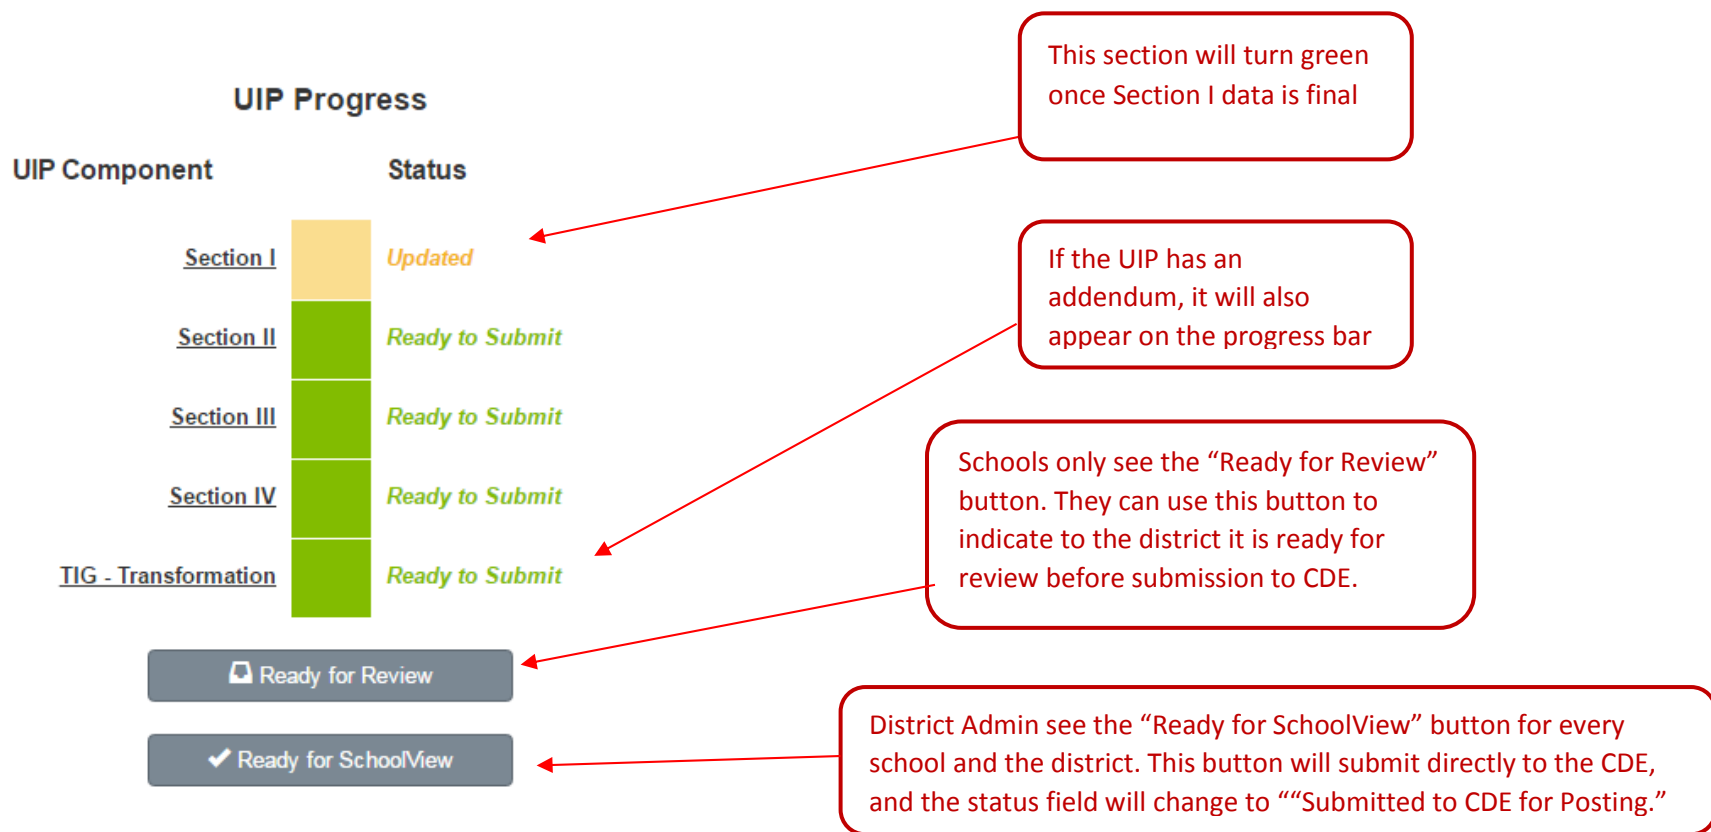 UIP Progress
UIP Component Status
Section I Updated
Section II Ready to Submit
Section III Ready to Submit
Section IV Ready to Submit
TIG - Transformation Ready to Submit
Ready for Review
Ready for SchoolView
This section will turn green
once Section I data is final
If the UIP has an
addendum, it will also
appear on the progress bar
Schools only see the “Ready for Review”
button. They can use this button to
indicate to the district it is ready for
review before submission to CDE.
District Admin see the “Ready for SchoolView” button for every
school and the district. This button will submit directly to the CDE,
and the status field will change to ““Submitted to CDE for Posting.”